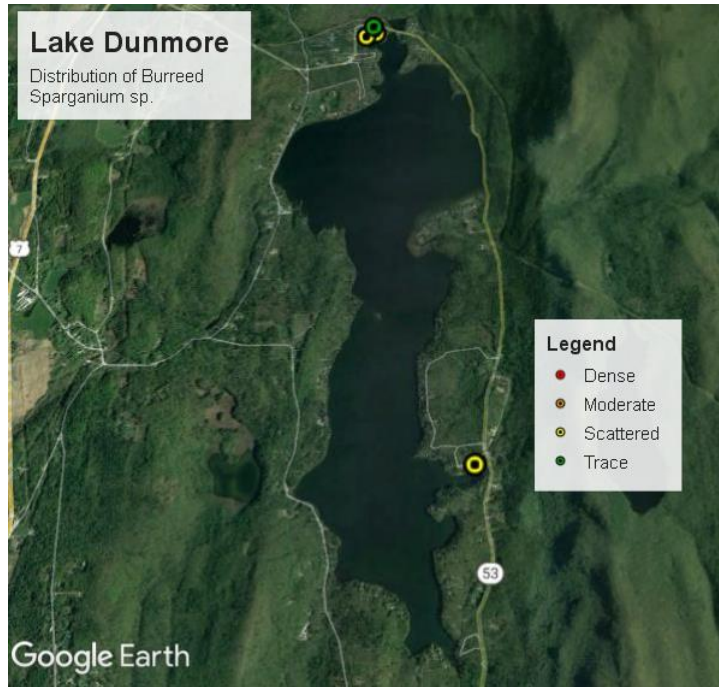 Lake Dunmore
Distribution of Burreed
Sparganium sp.
7
Legend
Dense
Moderate
Scattered
Trace
53
Google Earth